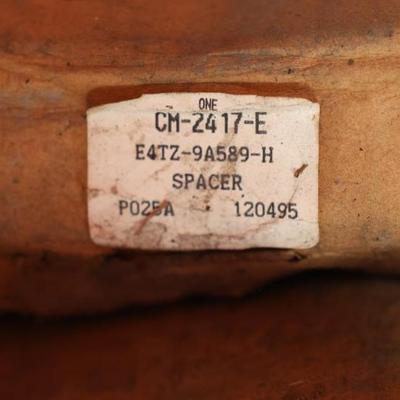 ONE
CM-2417-E
E4TZ-9A589-H
SPACER
P025A 120495